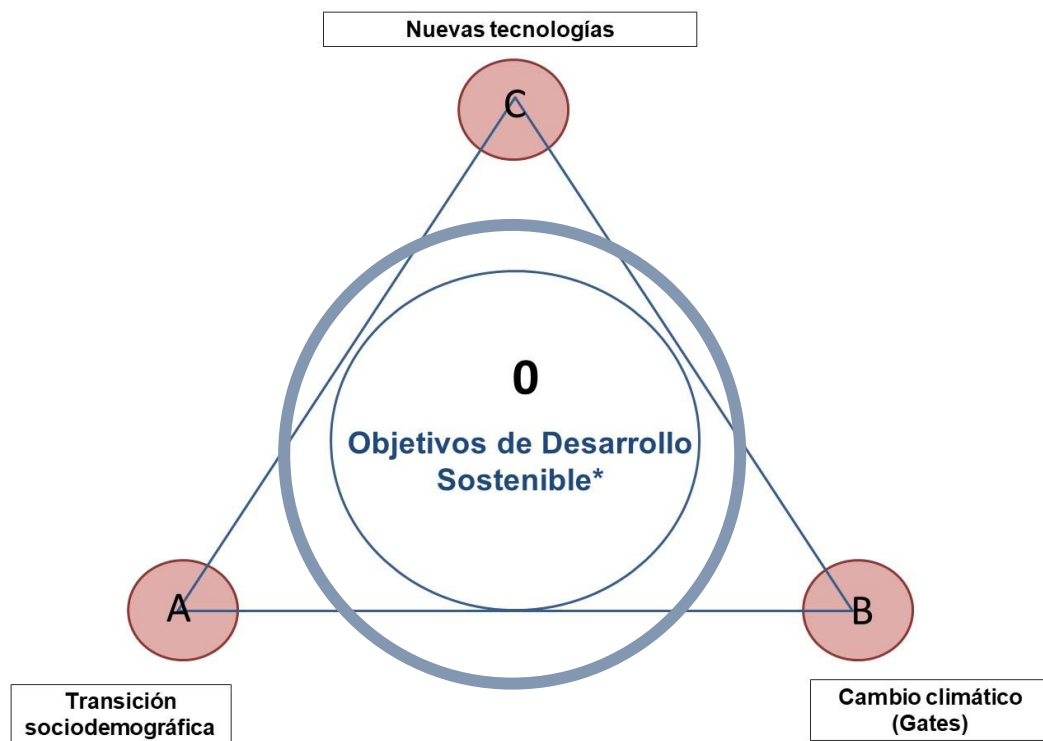 Nuevas tecnologías
C
0
Objetivos de Desarrollo
Sostenible*
A
B
Transición
sociodemográfica
Cambio climático
(Gates)